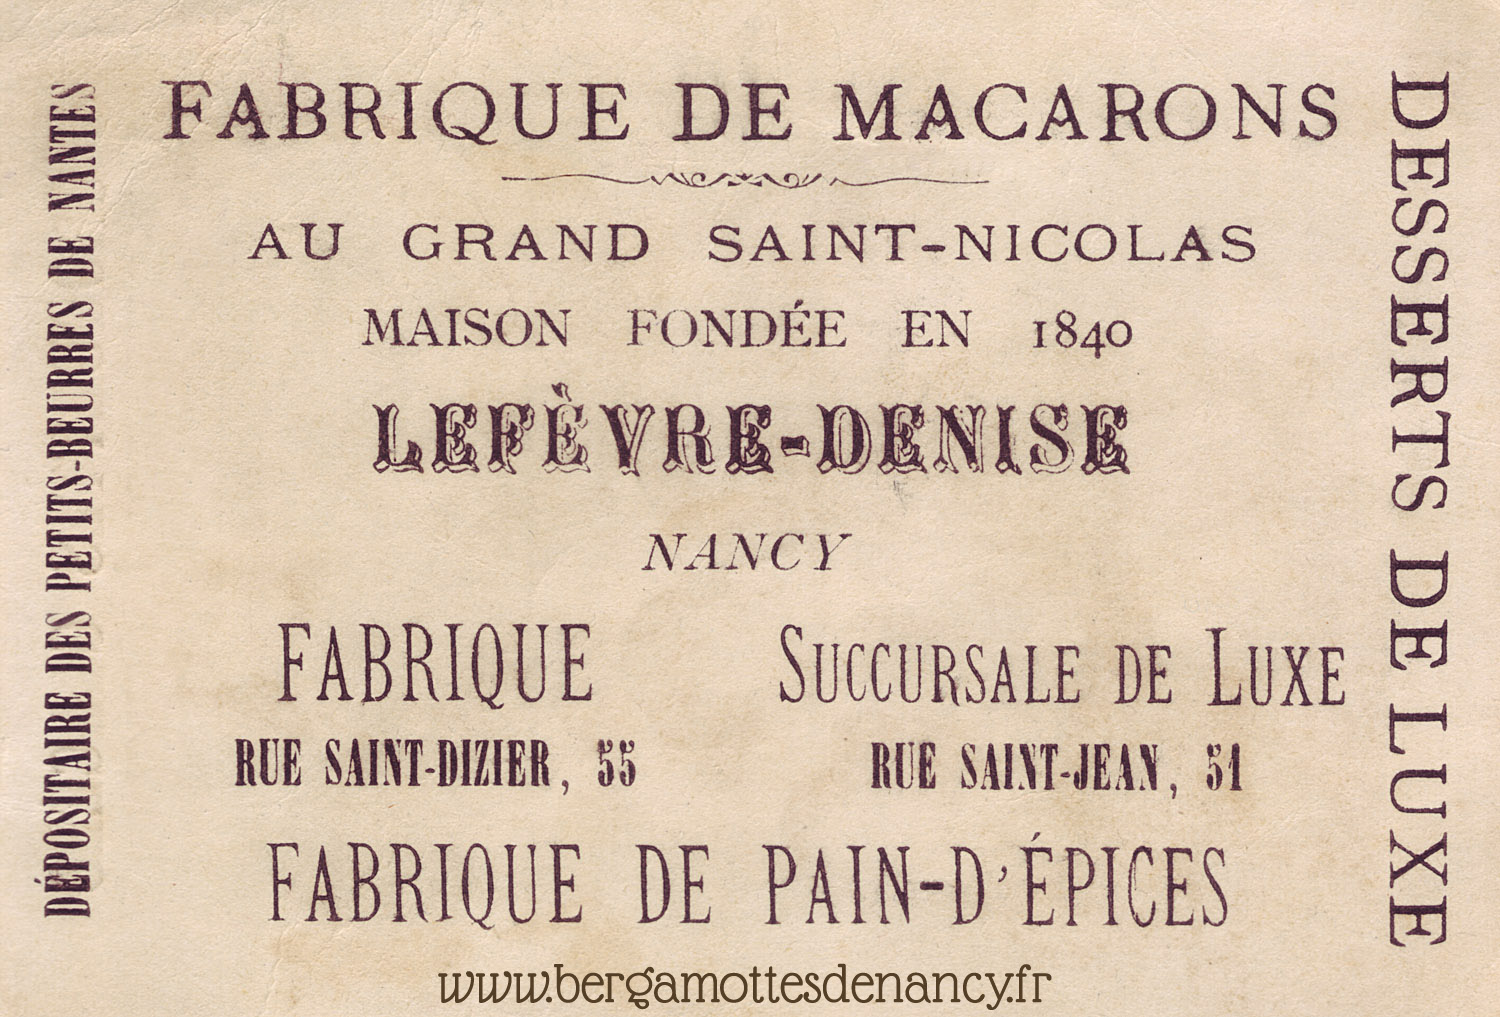 FABRIQUE DE MACARONS
AU GRAND SAINT-NICOLAS
MAISON FONDÉE EN 1840
LEFÈVRE-DENISE
NANCY
FABRIQUE
RUE SAINT-DIZIER, 55
SUCCURSALE DE LUXE
RUE SAINT-JEAN, 51
FABRIQUE DE PAIN-D'ÉPICES
DÉPOSITAIRE DES PETITS-BEURRES DE NANTES
DESSERTS DE LUXE
www.bergamottesdenancy.fr